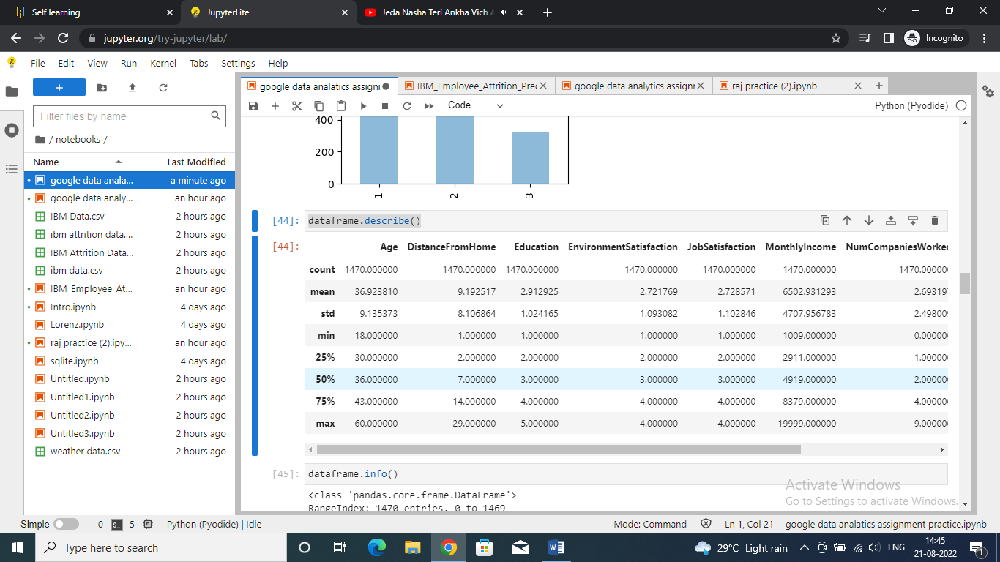 Self learning
JupyterLite
Jeda Nasha Teri Ankha Vich
jupyter.org/try-jupyter/lab/
Incognito
File Edit View Run Kernel Tabs Settings Help
google data analatics assign
IBM_Employee_Attrition_Pre
google data analytics assign
raj practice (2).ipynb
Code
Python (Pyodide)
Filter files by name
/ notebooks /
Name Last Modified
google data anala... a minute ago
google data analy... an hour ago
IBM Data.csv 2 hours ago
ibm attrition data.... 2 hours ago
IBM Attrition Data... 2 hours ago
ibm data.csv 2 hours ago
IBM_Employee_At... an hour ago
Intro.ipynb 4 days ago
Lorenz.ipynb 4 days ago
raj practice (2).ipy... an hour ago
sqlite.ipynb 4 days ago
Untitled.ipynb 2 hours ago
Untitled1.ipynb 2 hours ago
Untitled2.ipynb 2 hours ago
Untitled3.ipynb 2 hours ago
weather data.csv 2 hours ago
400
200
0
1 2 3
[44]: dataframe.describe()
[44]: Age DistanceFromHome Education EnvironmentSatisfaction JobSatisfaction MonthlyIncome NumCompaniesWorke
count 1470.000000 1470.000000 1470.000000 1470.000000 1470.000000 1470.000000 1470.00000
mean 36.923810 9.192517 2.912925 2.721769 2.728571 6502.931293 2.69319
std 9.135373 8.106864 1.024165 1.093082 1.102846 4707.956783 2.49800
min 18.000000 1.000000 1.000000 1.000000 1.000000 1009.000000 0.00000
25% 30.000000 2.000000 2.000000 2.000000 2.000000 2911.000000 1.00000
50% 36.000000 7.000000 3.000000 3.000000 3.000000 4919.000000 2.00000
75% 43.000000 14.000000 4.000000 4.000000 4.000000 8379.000000 4.00000
max 60.000000 29.000000 5.000000 4.000000 4.000000 19999.000000 9.00000
[45]: dataframe.info()
<class 'pandas.core.frame.DataFrame'>
RangeIndex: 1470 entries, 0 to 1469
Activate Windows
Go to Settings to activate Windows.
Simple 0 5 Python (Pyodide) | Idle Mode: Command Ln 1, Col 21 google data analatics assignment practice.ipynb
Type here to search
29°C Light rain
ENG
14:45
21-08-2022
1